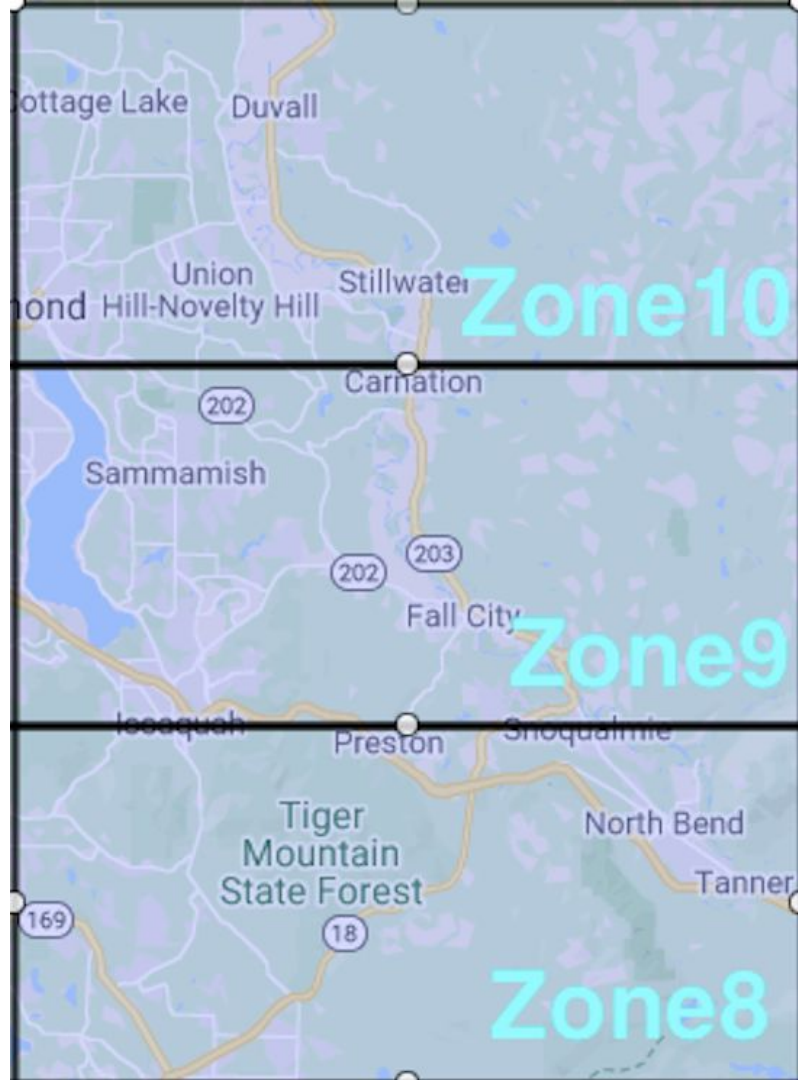 ottage Lake
Duvall
Union
Hill-Novelty Hill
Stillwater
ond
Zone10
Carnation
202
Sammamish
203
202
Fall City
Zone9
Issaquah
Snoqualmie
Preston
Tiger
Mountain
State Forest
North Bend
Tanner
169
18
Zone8